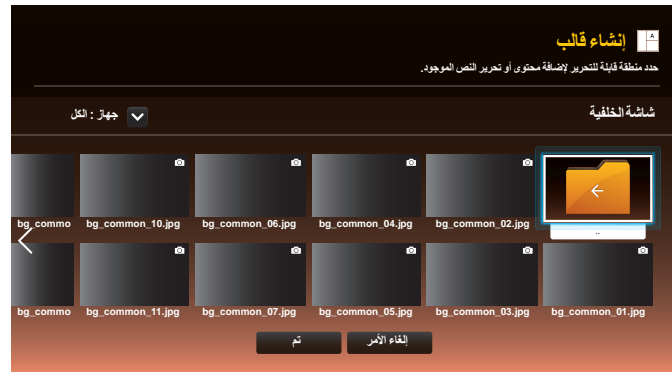 A
إنشاء قالب
حدد منطقة قابلة للتحرير لإضافة محتوى أو تحرير النص الموجود.
شاشة الخلفية
جهاز : الكل
bg_common_02.jpg
bg_common_04.jpg
bg_common_06.jpg
bg_common_10.jpg
bg_commo
..
bg_common_01.jpg
bg_common_03.jpg
bg_common_05.jpg
bg_common_07.jpg
bg_common_11.jpg
bg_commo
إلغاء الأمر
تم